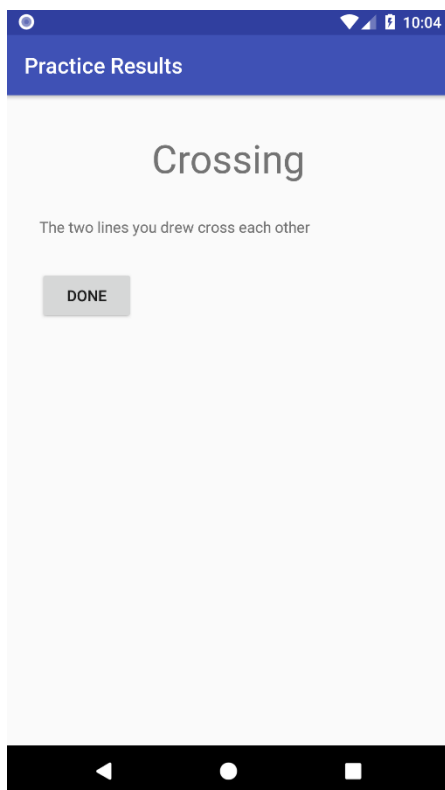 10:04
Practice Results
Crossing
The two lines you drew cross each other
DONE